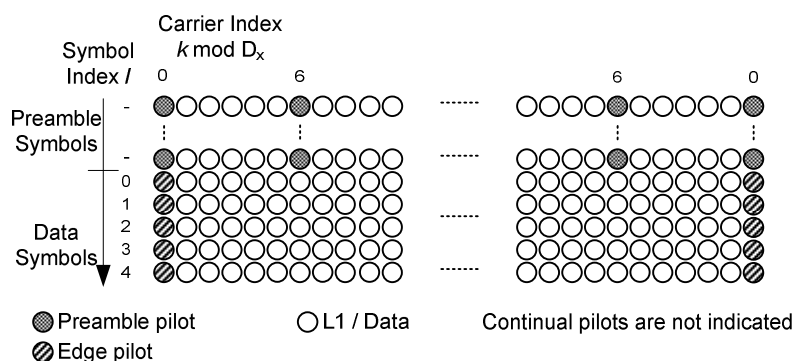 Carrier Index
k mod Dx
Symbol
Index l
0 6 6 0
Preamble
Symbols
-
-
0
1
Data
Symbols
2
3
4
Preamble pilot
L1 / Data
Continual pilots are not indicated
Edge pilot